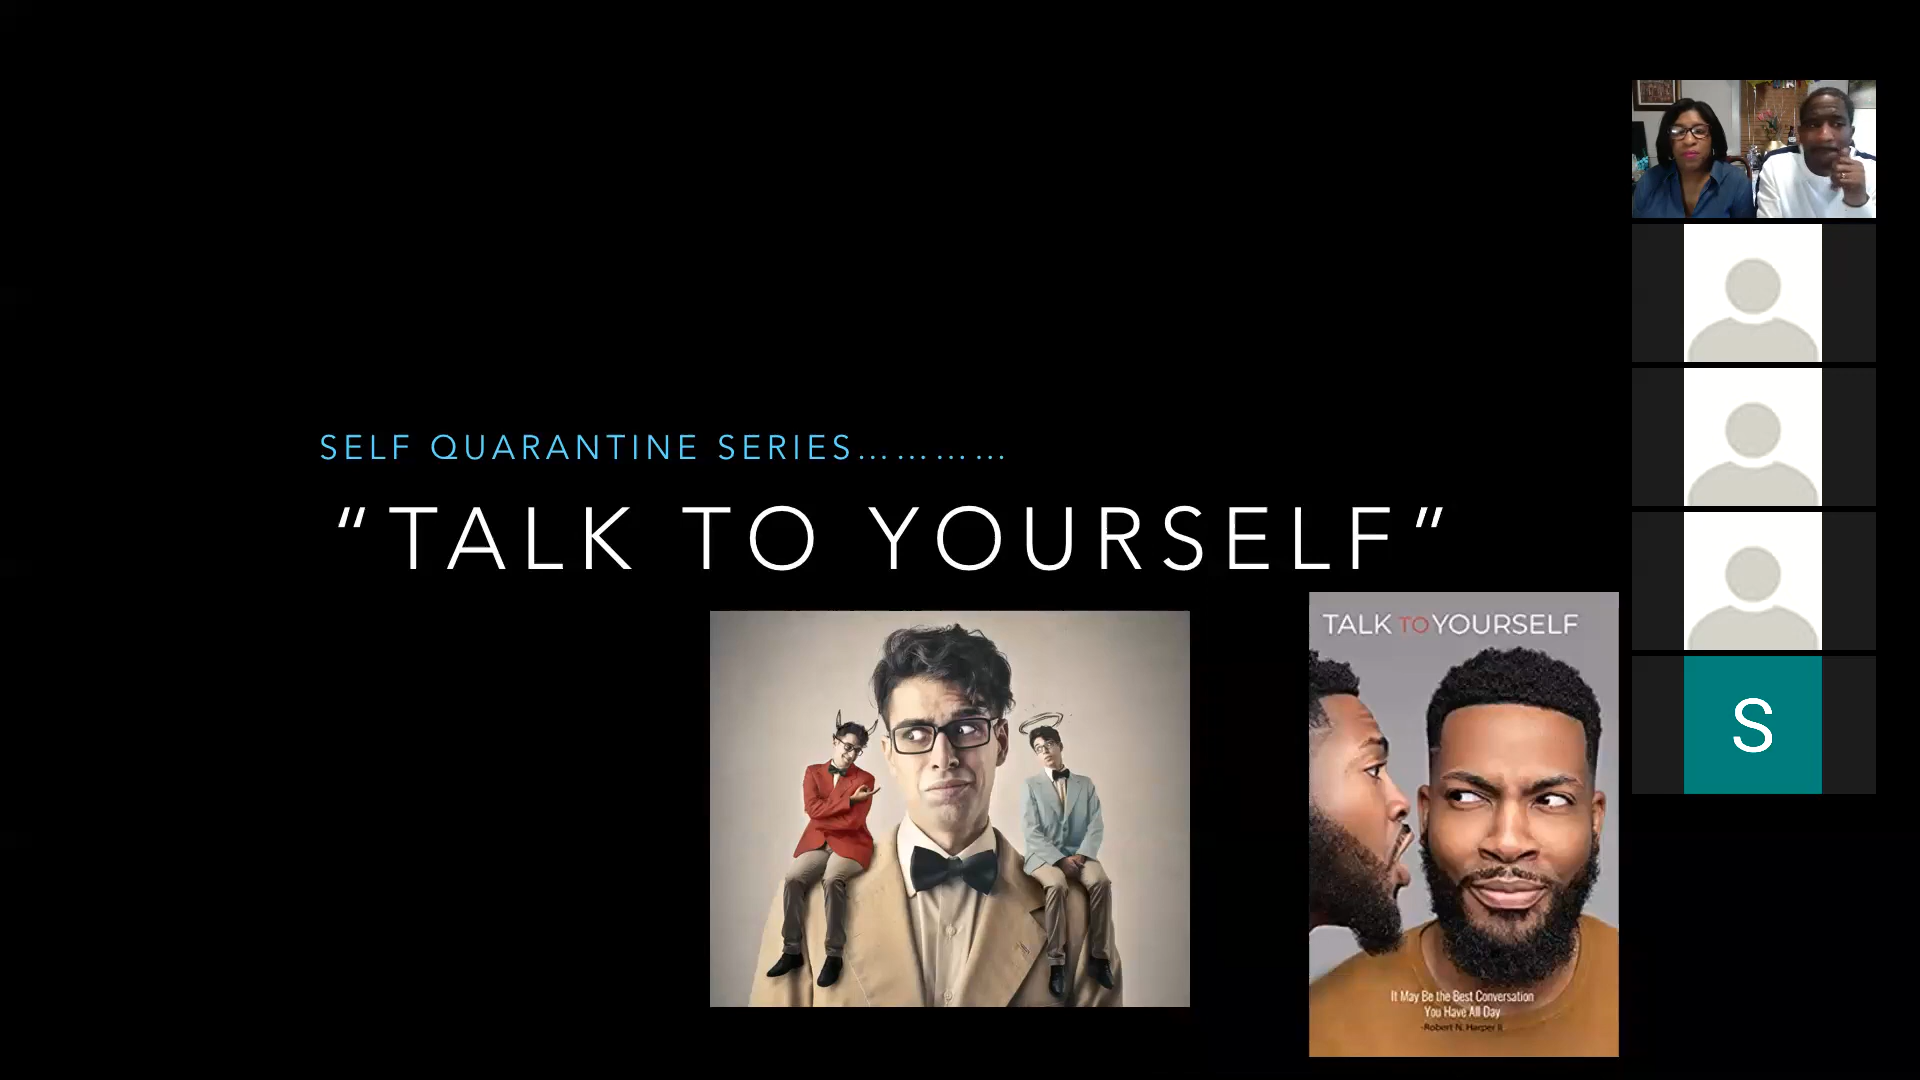 SELF QUARANTINE SERIES…………
“TALK TO YOURSELF”
TALK TO YOURSELF
It May Be the Best Conversation
You Have All Day
-Robert N. Harper II
S